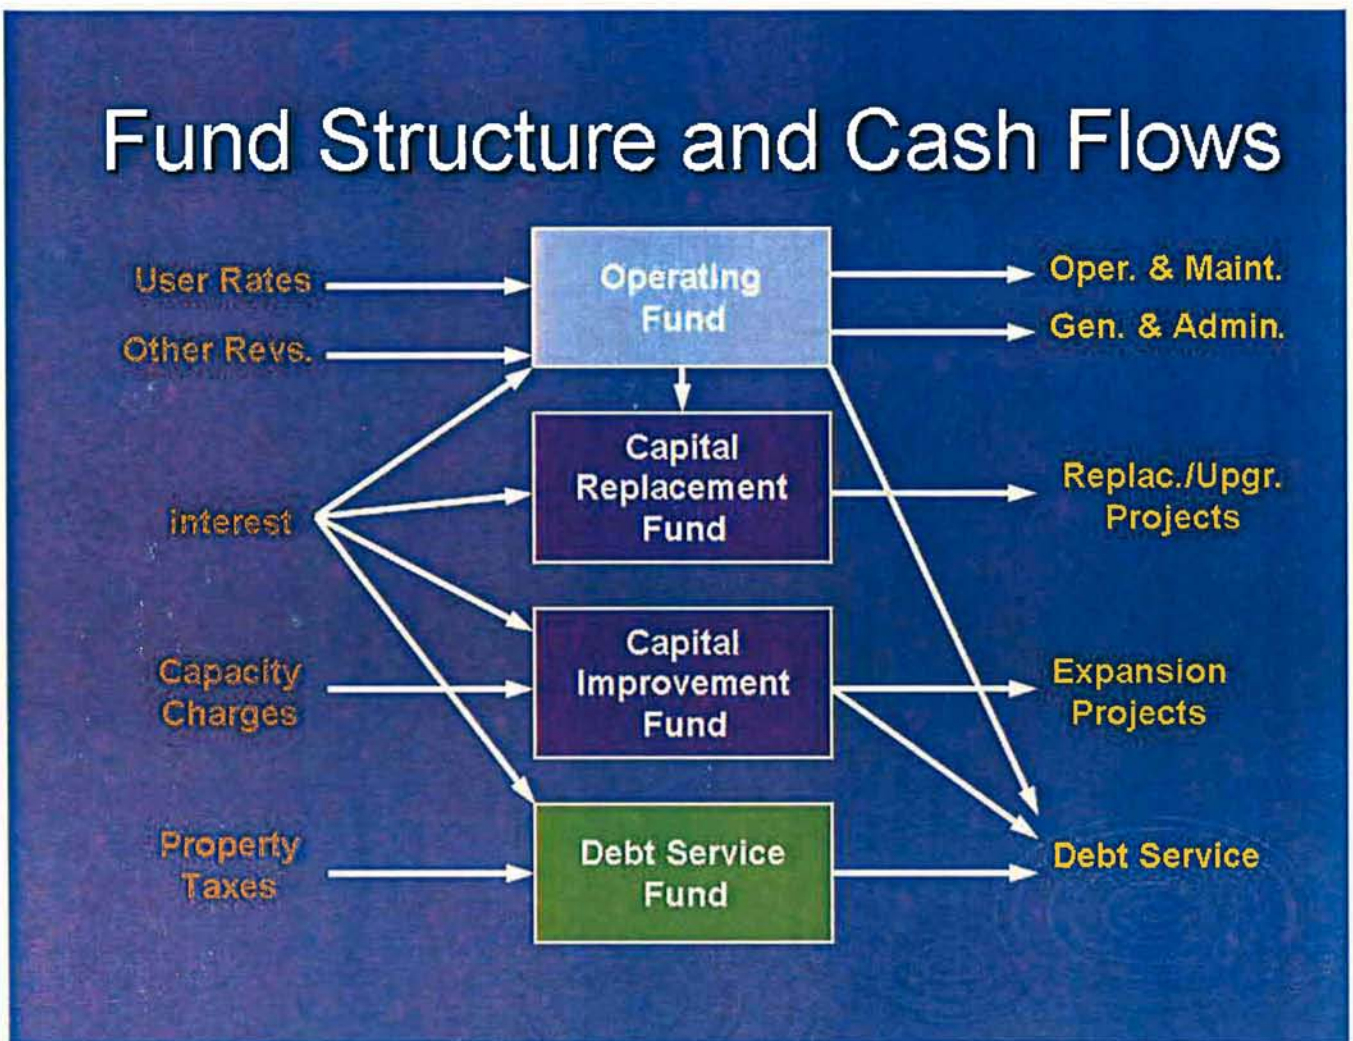 Fund Structure and Cash Flows
User Rates
Other Revs.
interest
Capacity
Charges
Property
Taxes
Operating
Fund
Capital
Replacement
Fund
Capital
Improvement
Fund
Debt Service
Fund
Oper. & Maint.
Gen. & Admin.
Replac./Upgr.
Projects
Expansion
Projects
Debt Service